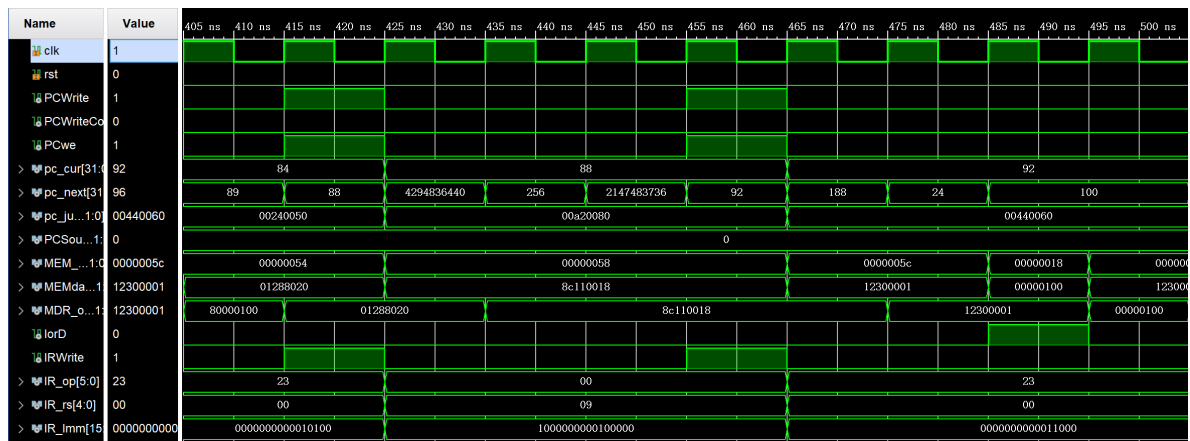 Name Value 405 ns 410 ns 415 ns 420 ns 425 ns 430 ns 435 ns 440 ns 445 ns 450 ns 455 ns 460 ns 465 ns 470 ns 475 ns 480 ns 485 ns 490 ns 495 ns 500 ns
clk 1
rst 0
PCWrite 1
PCWriteCo 0
PCwe 1
pc_cur[31:0 92 84 88 92
pc_next[31 96 89 88 4294836440 256 2147483736 92 188 24 100
pc_ju...1:0] 00440060 00240050 00a20080 00440060
PCSou...1: 0 0
MEM_...1:0 0000005c 00000054 00000058 0000005c 00000018 000000
MEMda...1: 12300001 01288020 8c110018 12300001 00000100 123000
MDR_o...1: 12300001 80000100 01288020 8c110018 12300001 00000100
IorD 0
IRWrite 1
IR_op[5:0] 23 23 00 23
IR_rs[4:0] 00 00 09 00
IR_Imm[15: 0000000000 0000000000010100 1000000000100000 0000000000011000